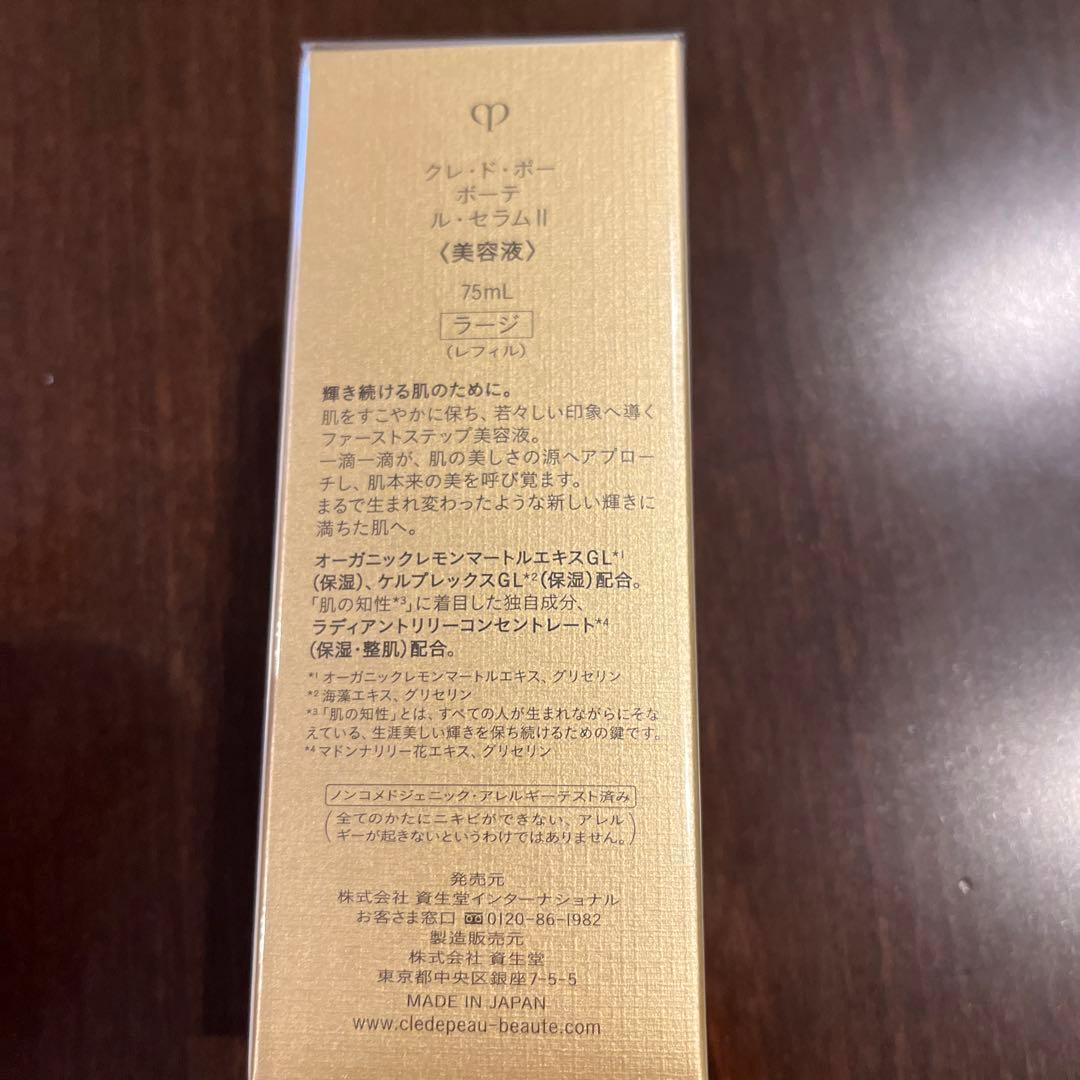 クレ・ド・ポー
ボーテ
ル・セラムⅡ
〈美容液〉
75mL
ラージ
(レフィル)
輝き続ける肌のために。
肌をすこやかに保ち、若々しい印象へ導く
ファーストステップ美容液。
一滴一滴が、肌の美しさの源へアプロー
チし、肌本来の美を呼び覚ます。
まるで生まれ変わったような新しい輝きに
満ちた肌へ。
オーガニックレモンマートルエキスGL*1
(保湿)、ケルブレックスGL*2(保湿)配合。
「肌の知性*3」に着目した独自成分、
ラディアントリリーコンセントレート*4
(保湿・整肌)配合。
*1 オーガニックレモンマートルエキス、グリセリン
*2 海藻エキス、グリセリン
*3「肌の知性」とは、すべての人が生まれながらにそな
えている、生涯美しい輝きを保ち続けるための鍵です。
*4 マドンナリリー花エキス、グリセリン
ノンコメドジェニック・アレルギーテスト済み
(全てのかたにニキビができない、アレル
ギーが起きないというわけではありません。)
発売元
株式会社 資生堂インターナショナル
お客さま窓口 0120-86-1982
製造販売元
株式会社 資生堂
東京都中央区銀座7-5-5
MADE IN JAPAN
www.cledepeau-beaute.com